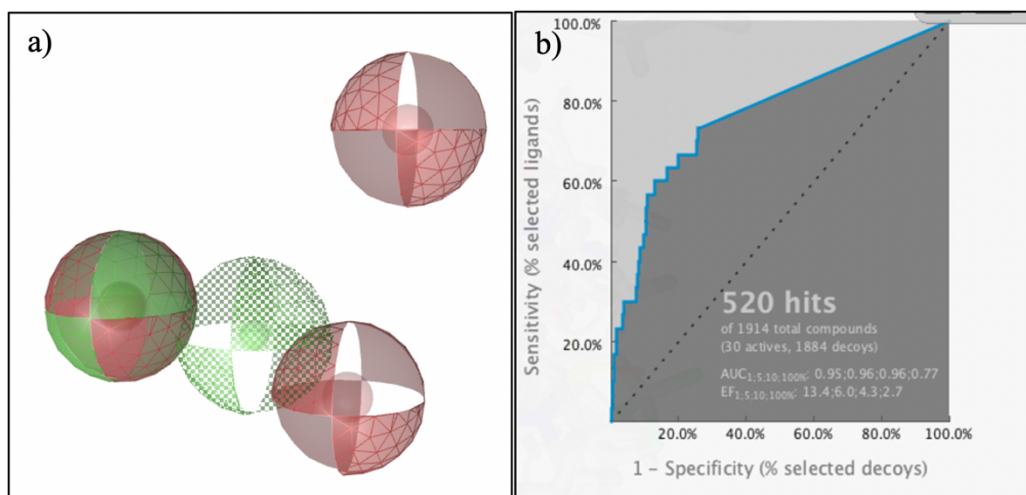 a)
b)
100.0%
80.0%
60.0%
40.0%
20.0%
Sensitivity (% selected ligands)
520 hits
of 1914 total compounds
(30 actives, 1884 decoys)
AUC1;5;10;100%: 0.95;0.96;0.96;0.77
EF1;5;10;100%: 13.4;6.0;4.3;2.7
20.0% 40.0% 60.0% 80.0% 100.0%
1 – Specificity (% selected decoys)